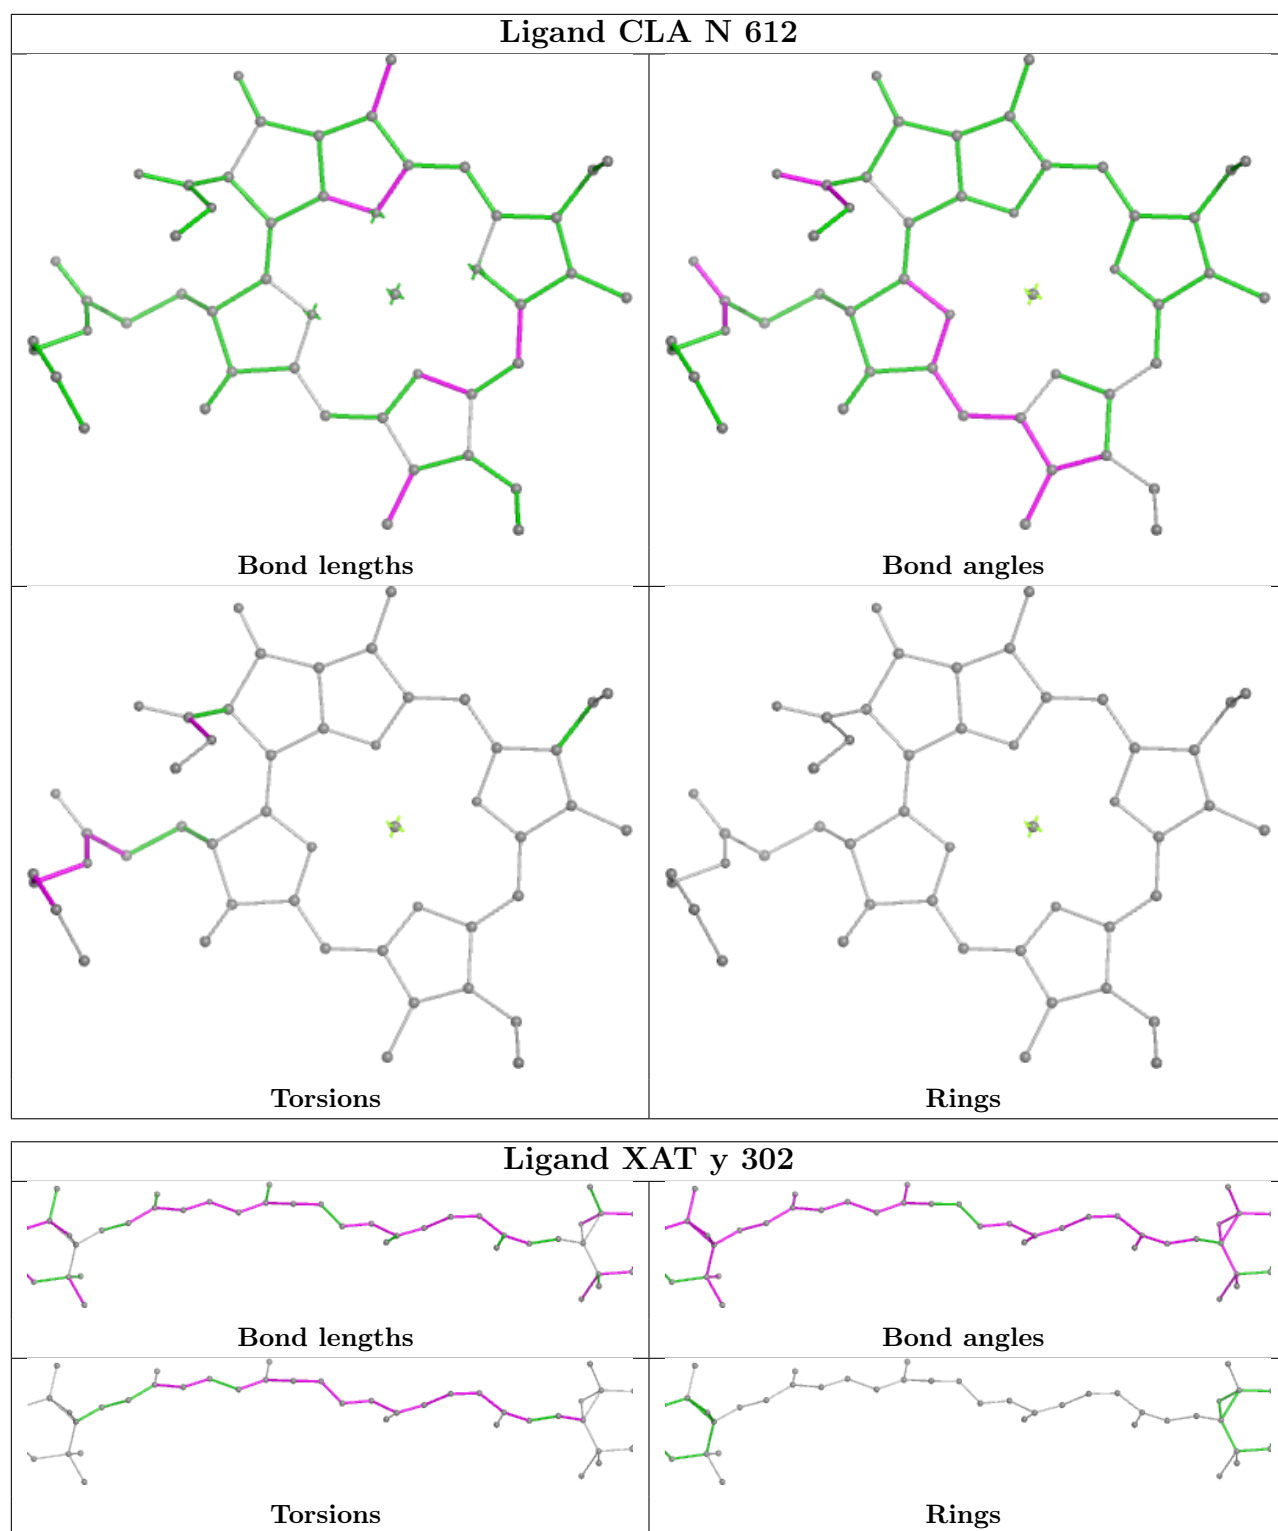 Ligand CLA N 612
Bond lengths
Bond angles
Torsions
Rings
Ligand XAT y 302
Bond lengths
Bond angles
Torsions
Rings